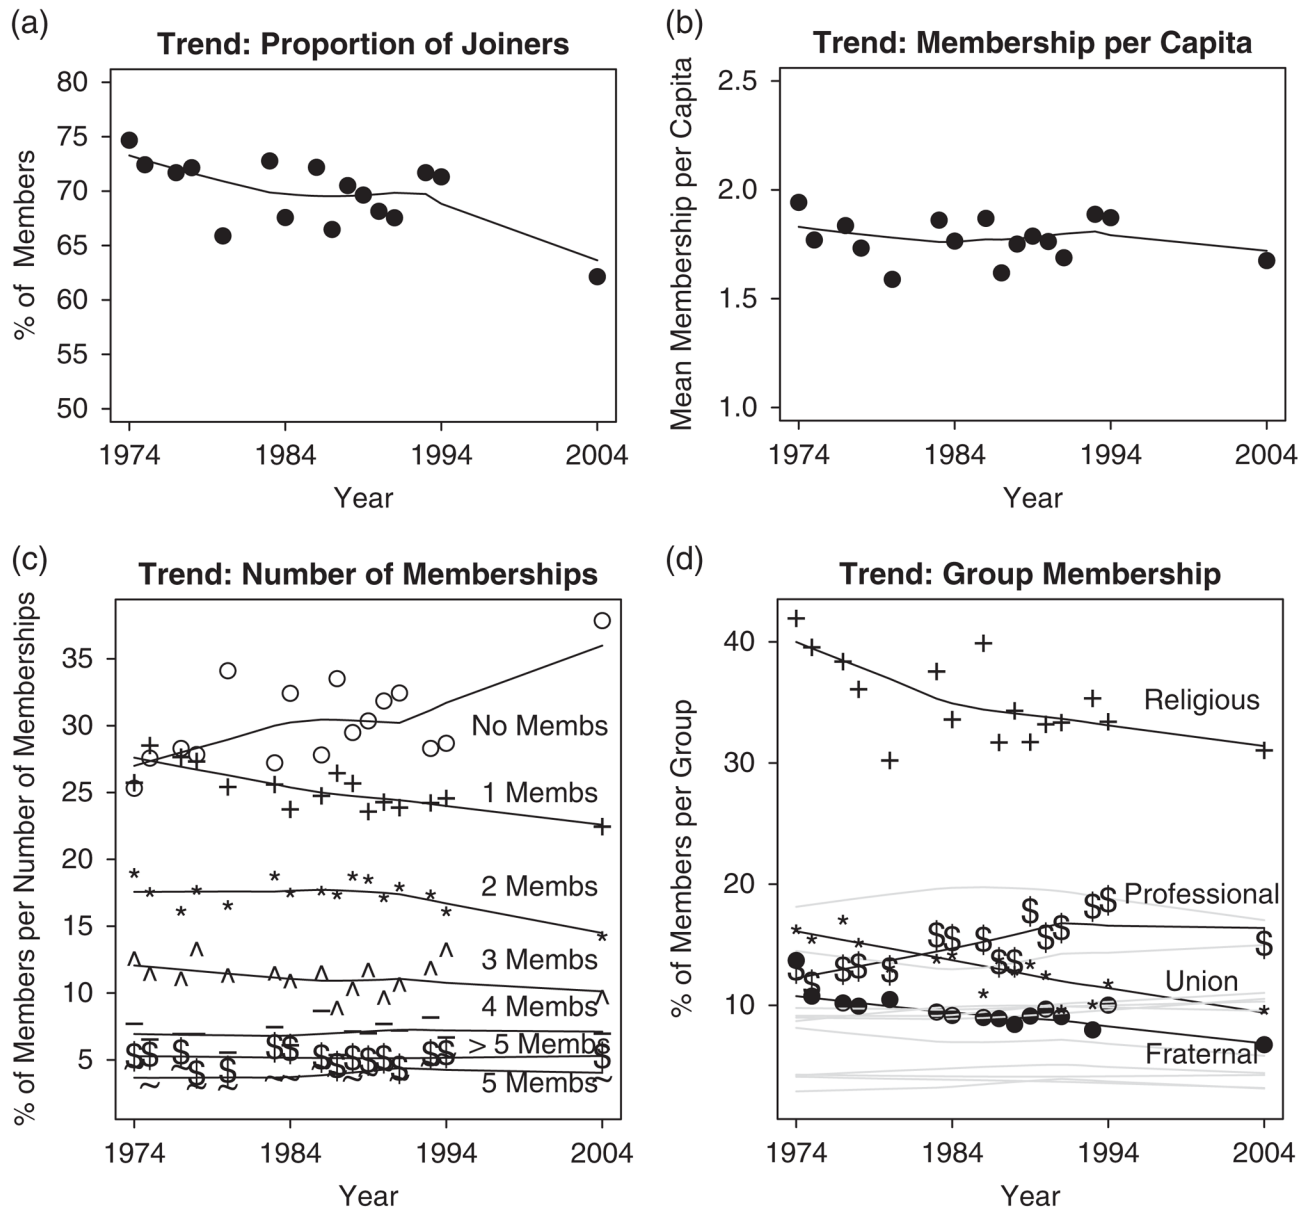 (a)
Trend: Proportion of Joiners
% of  Members
80
75
70
65
60
55
50
1974 1984 1994 2004
Year
(b)
Trend: Membership per Capita
Mean Membership per Capita
2.5
2.0
1.5
1.0
1974 1984 1994 2004
Year
(c)
Trend: Number of Memberships
% of Members per Number of Memberships
35
30
25
20
15
10
5
No Membs
1 Membs
2 Membs
3 Membs
4 Membs
> 5 Membs
5 Membs
1974 1984 1994 2004
Year
(d)
Trend: Group Membership
% of Members per Group
40
30
20
10
Religious
Professional
Union
Fraternal
1974 1984 1994 2004
Year